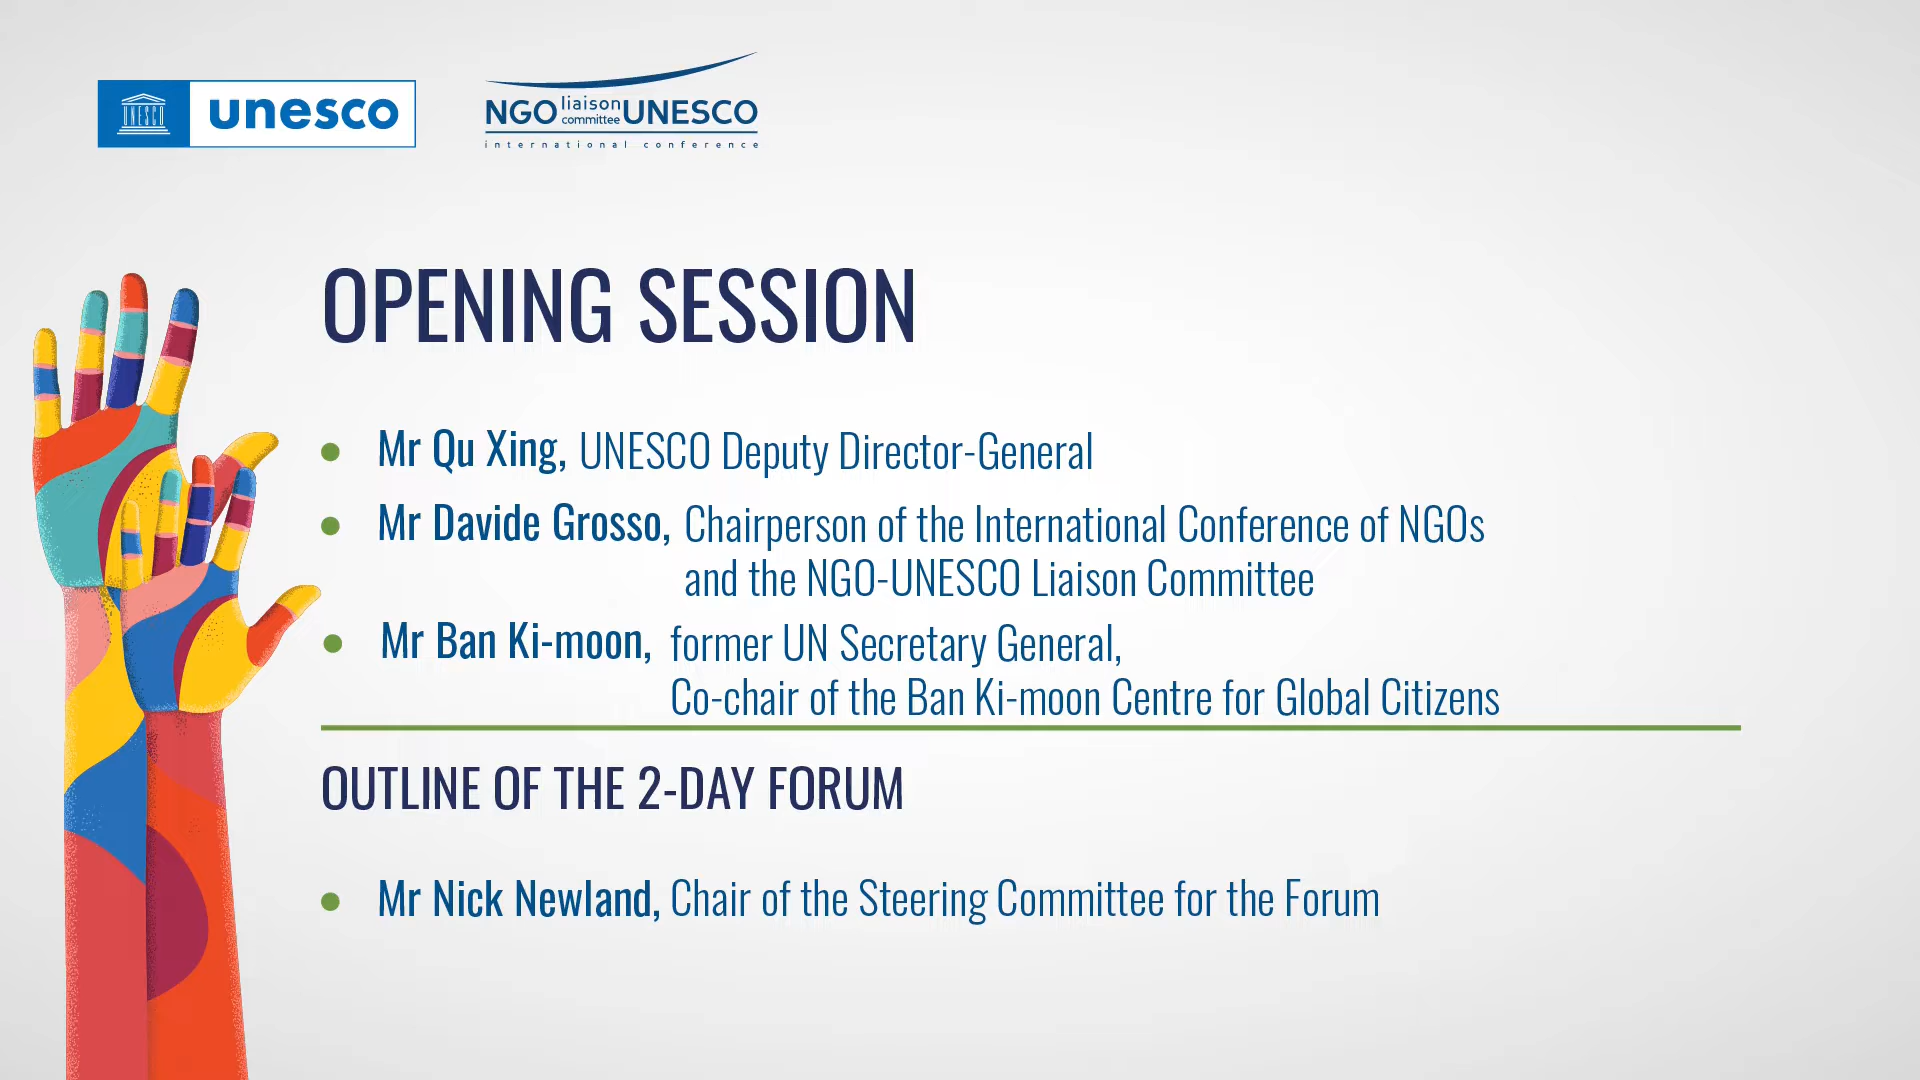 UNESCO
unesco
NGO liaison committee UNESCO
international conference
OPENING SESSION
• Mr Qu Xing, UNESCO Deputy Director-General
• Mr Davide Grosso, Chairperson of the International Conference of NGOs
and the NGO-UNESCO Liaison Committee
• Mr Ban Ki-moon, former UN Secretary General,
Co-chair of the Ban Ki-moon Centre for Global Citizens
OUTLINE OF THE 2-DAY FORUM
• Mr Nick Newland, Chair of the Steering Committee for the Forum